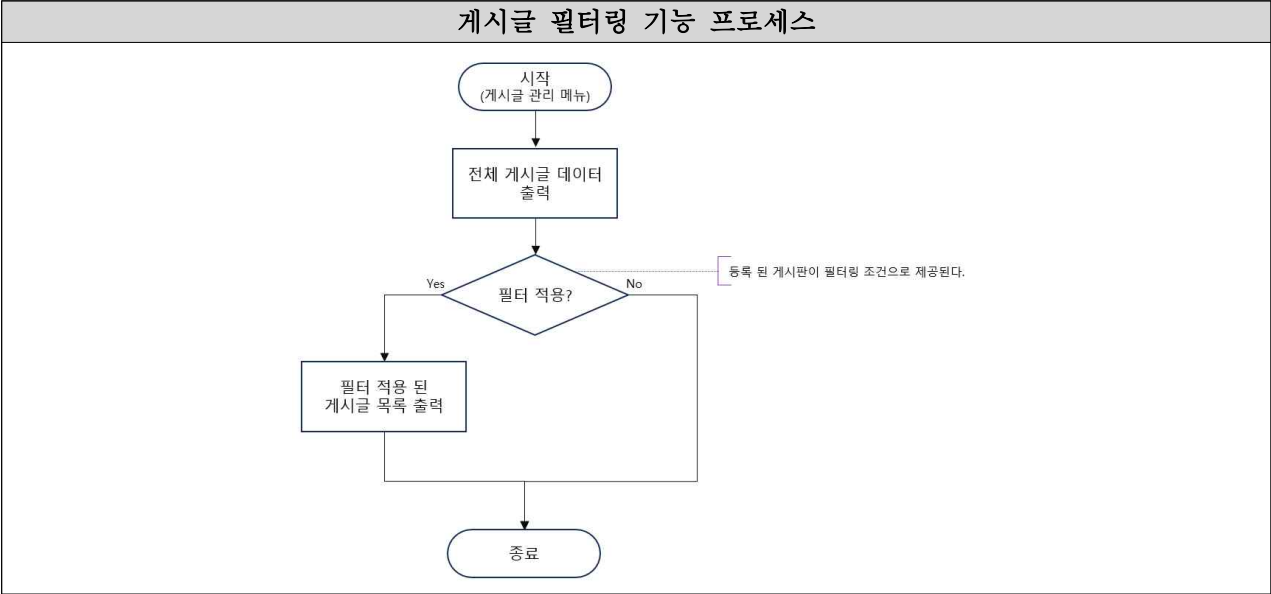 게시글 필터링 기능 프로세스
시작
(게시글 관리 메뉴)
전체 게시글 데이터
출력
등록 된 게시판이 필터링 조건으로 제공된다.
Yes
필터 적용?
No
필터 적용 된
게시글 목록 출력
종료